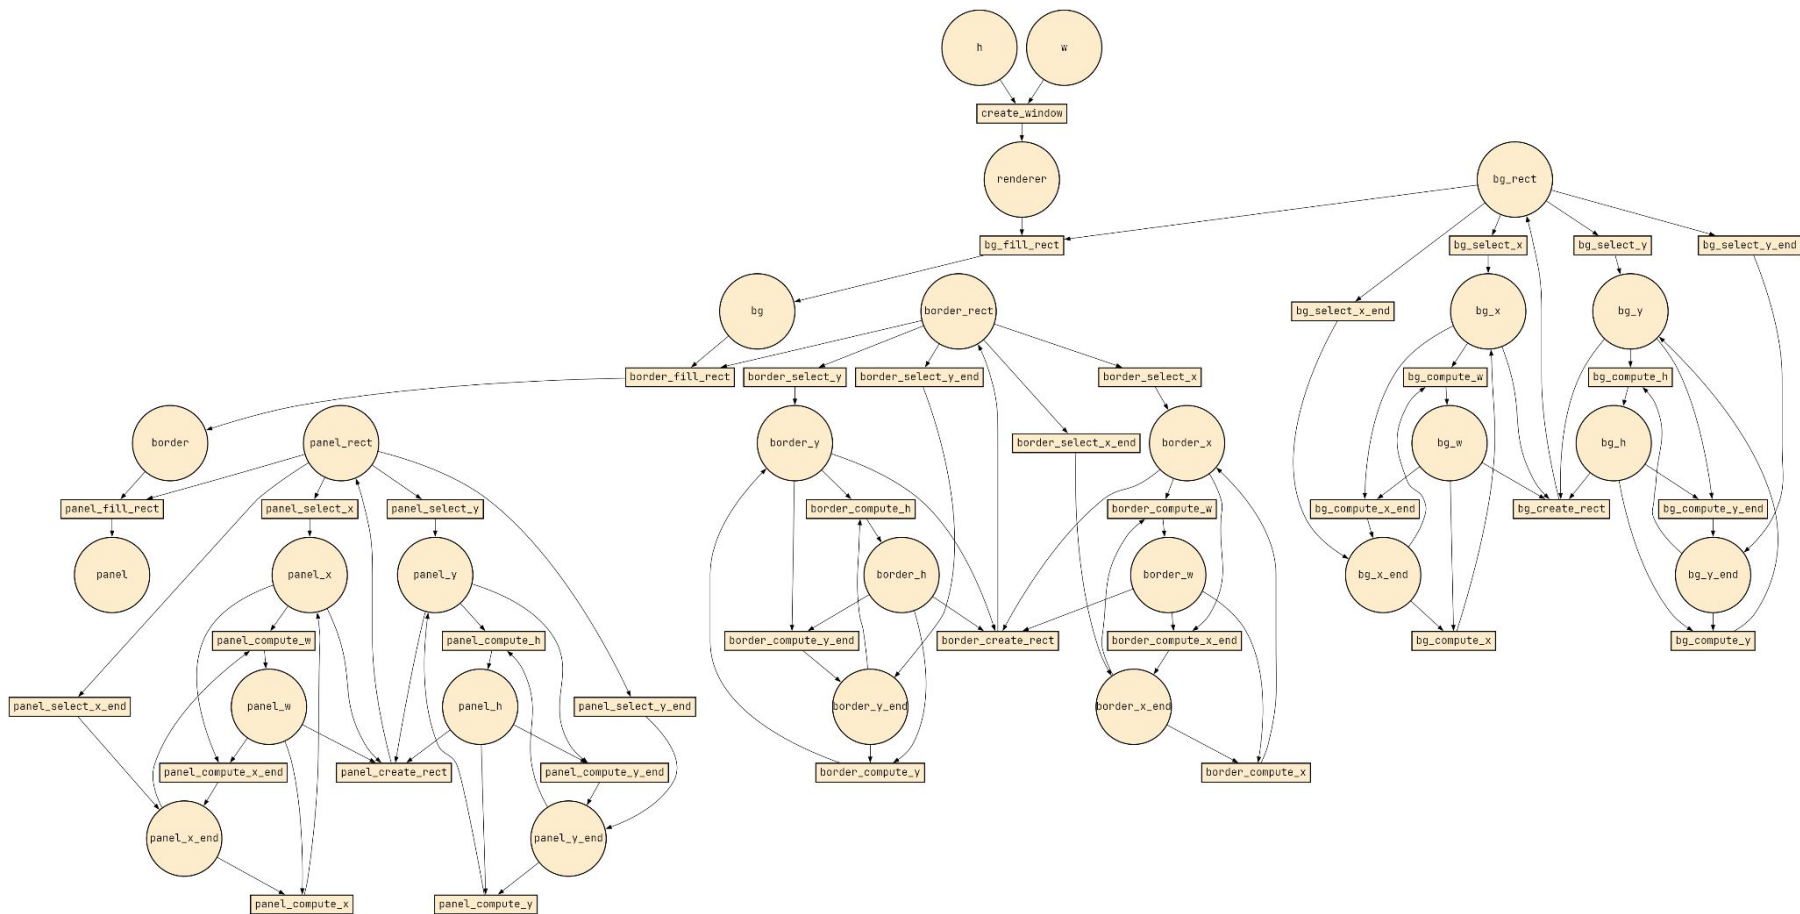 h
w
create_window
renderer
bg_rect
bg_fill_rect
bg_select_x
bg_select_y
bg_select_y_end
bg
border_rect
bg_select_x_end
bg_x
bg_y
border_fill_rect
border_select_y
border_select_y_end
border_select_x
bg_compute_w
bg_compute_h
border
panel_rect
border_y
border_select_x_end
border_x
bg_w
bg_h
panel_fill_rect
panel_select_x
panel_select_y
border_compute_h
border_compute_w
bg_compute_x_end
bg_create_rect
bg_compute_y_end
panel
panel_x
panel_y
border_h
border_w
bg_x_end
bg_y_end
panel_compute_w
panel_compute_h
border_compute_y_end
border_create_rect
border_compute_x_end
bg_compute_x
bg_compute_y
panel_select_x_end
panel_w
panel_h
panel_select_y_end
border_y_end
border_x_end
panel_compute_x_end
panel_create_rect
panel_compute_y_end
border_compute_y
border_compute_x
panel_x_end
panel_y_end
panel_compute_x
panel_compute_y